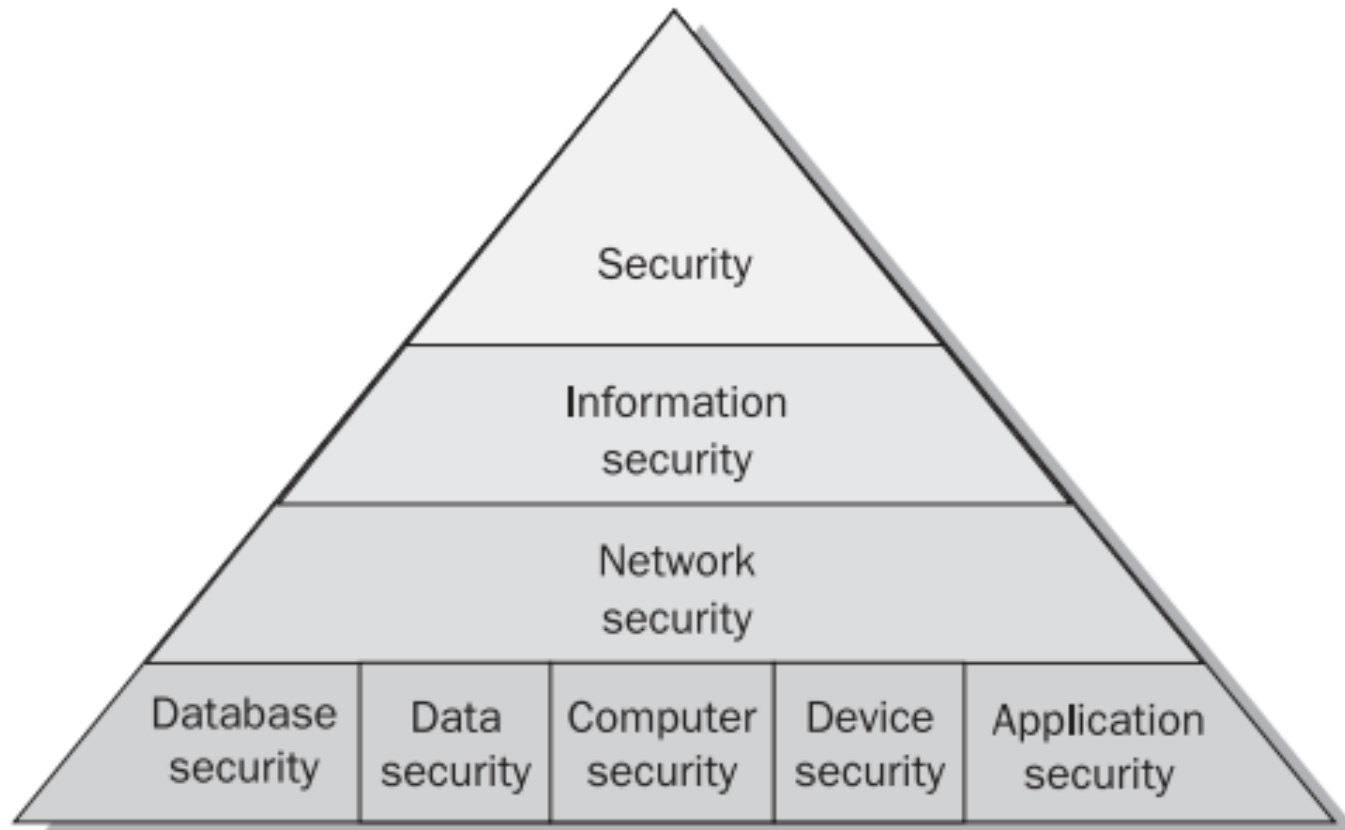 Security
Information
security
Network
security
Database
security
Data
security
Computer
security
Device
security
Application
security